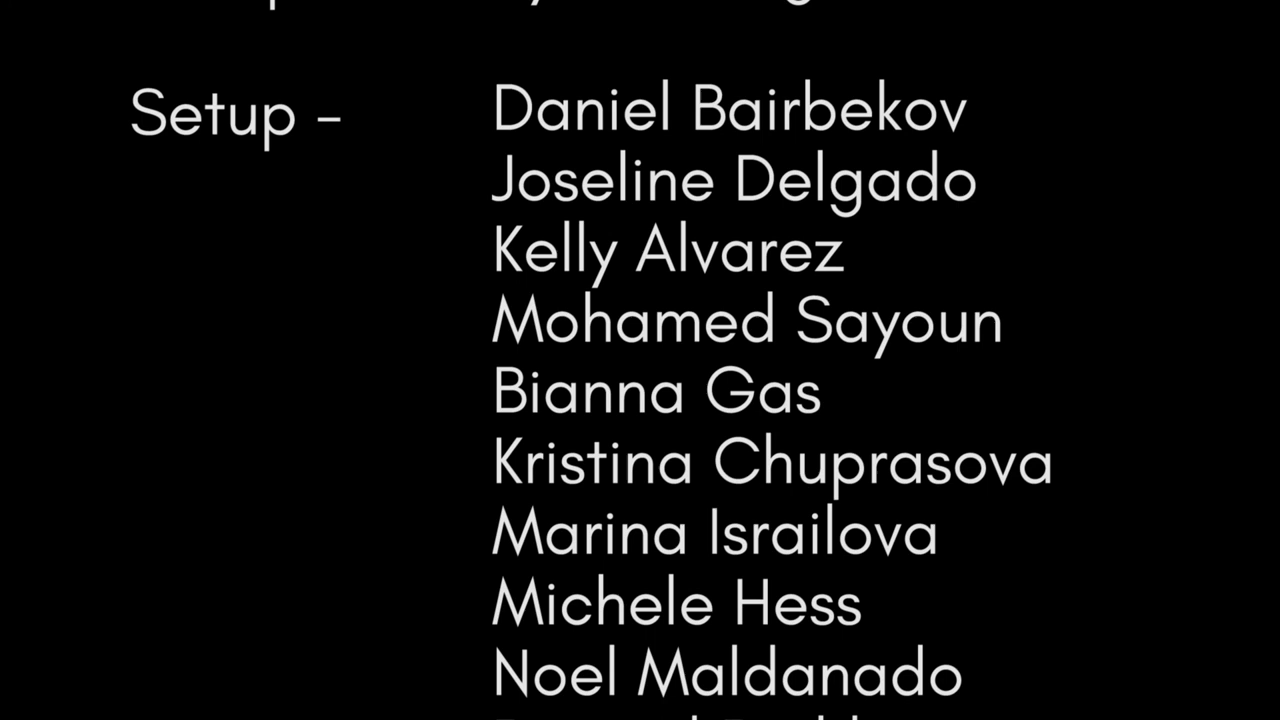 Setup - Daniel Bairbekov
Joseline Delgado
Kelly Alvarez
Mohamed Sayoun
Bianna Gas
Kristina Chuprasova
Marina Israilova
Michele Hess
Noel Maldanado